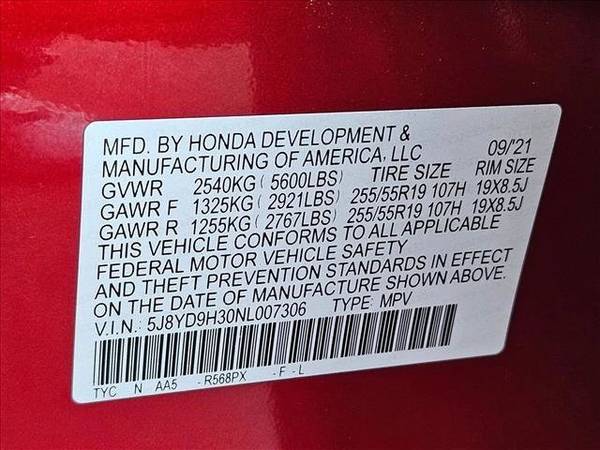 MFD. BY HONDA DEVELOPMENT & 09/'21
MANUFACTURING OF AMERICA, LLC
GVWR 2540KG ( 5600LBS) TIRE SIZE RIM SIZE
GAWR F 1325KG ( 2921LBS) 255/55R19 107H 19X8.5J
GAWR R 1255KG ( 2767LBS) 255/55R19 107H 19X8.5J
THIS VEHICLE CONFORMS TO ALL APPLICABLE
FEDERAL MOTOR VEHICLE SAFETY
AND THEFT PREVENTION STANDARDS IN EFFECT
ON THE DATE OF MANUFACTURE SHOWN ABOVE.
V.I.N.: 5J8YD9H30NL007306 TYPE: MPV
TYC N AA5 - R568PX - F - L